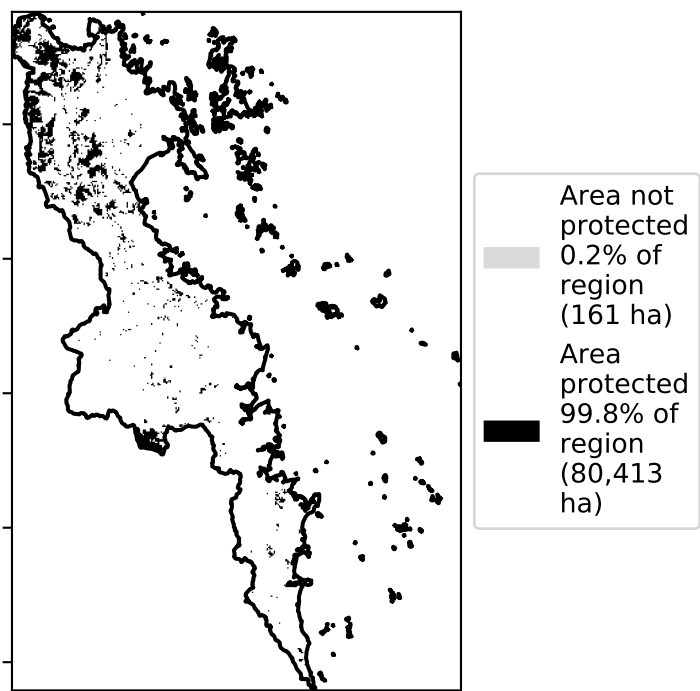 Area not
protected
0.2% of
region
(161 ha)
Area
protected
99.8% of
region
(80,413
ha)